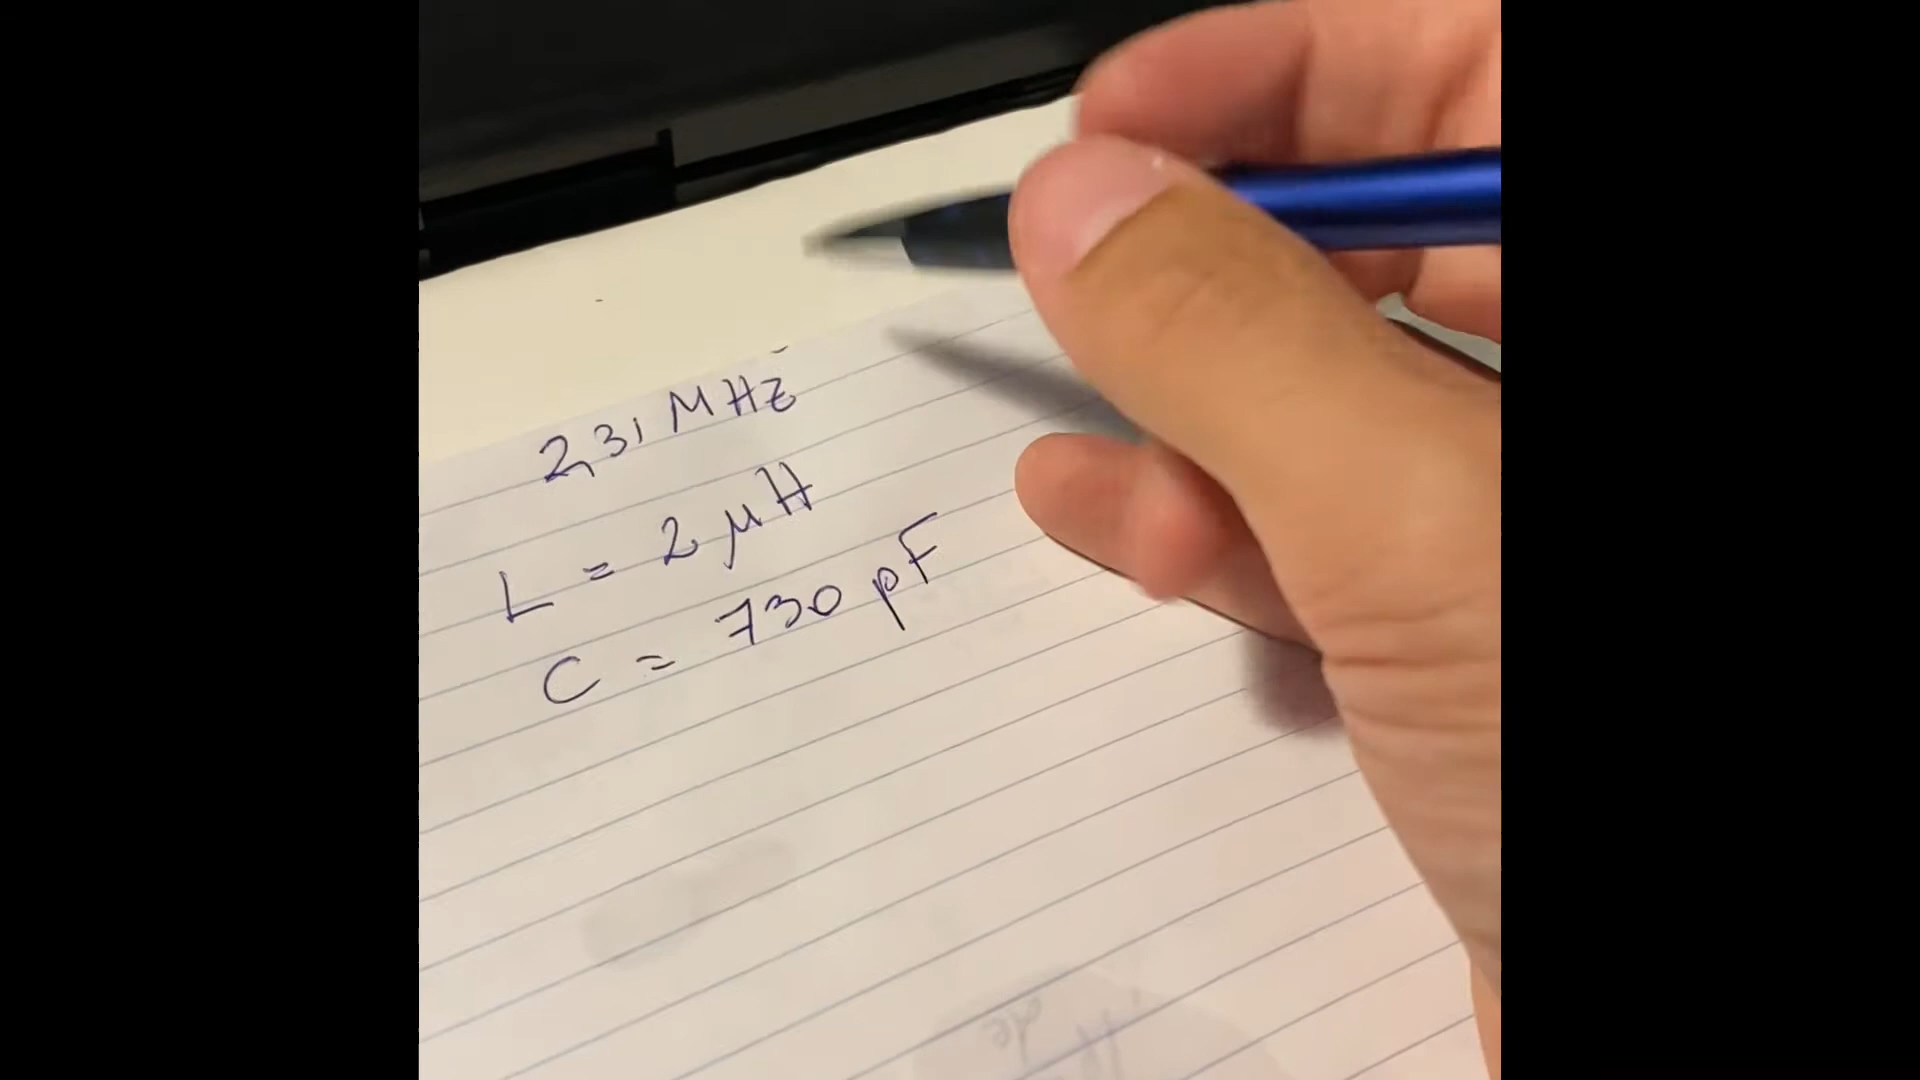 2,31 MHz
L = 2 μH
C = 730 pF